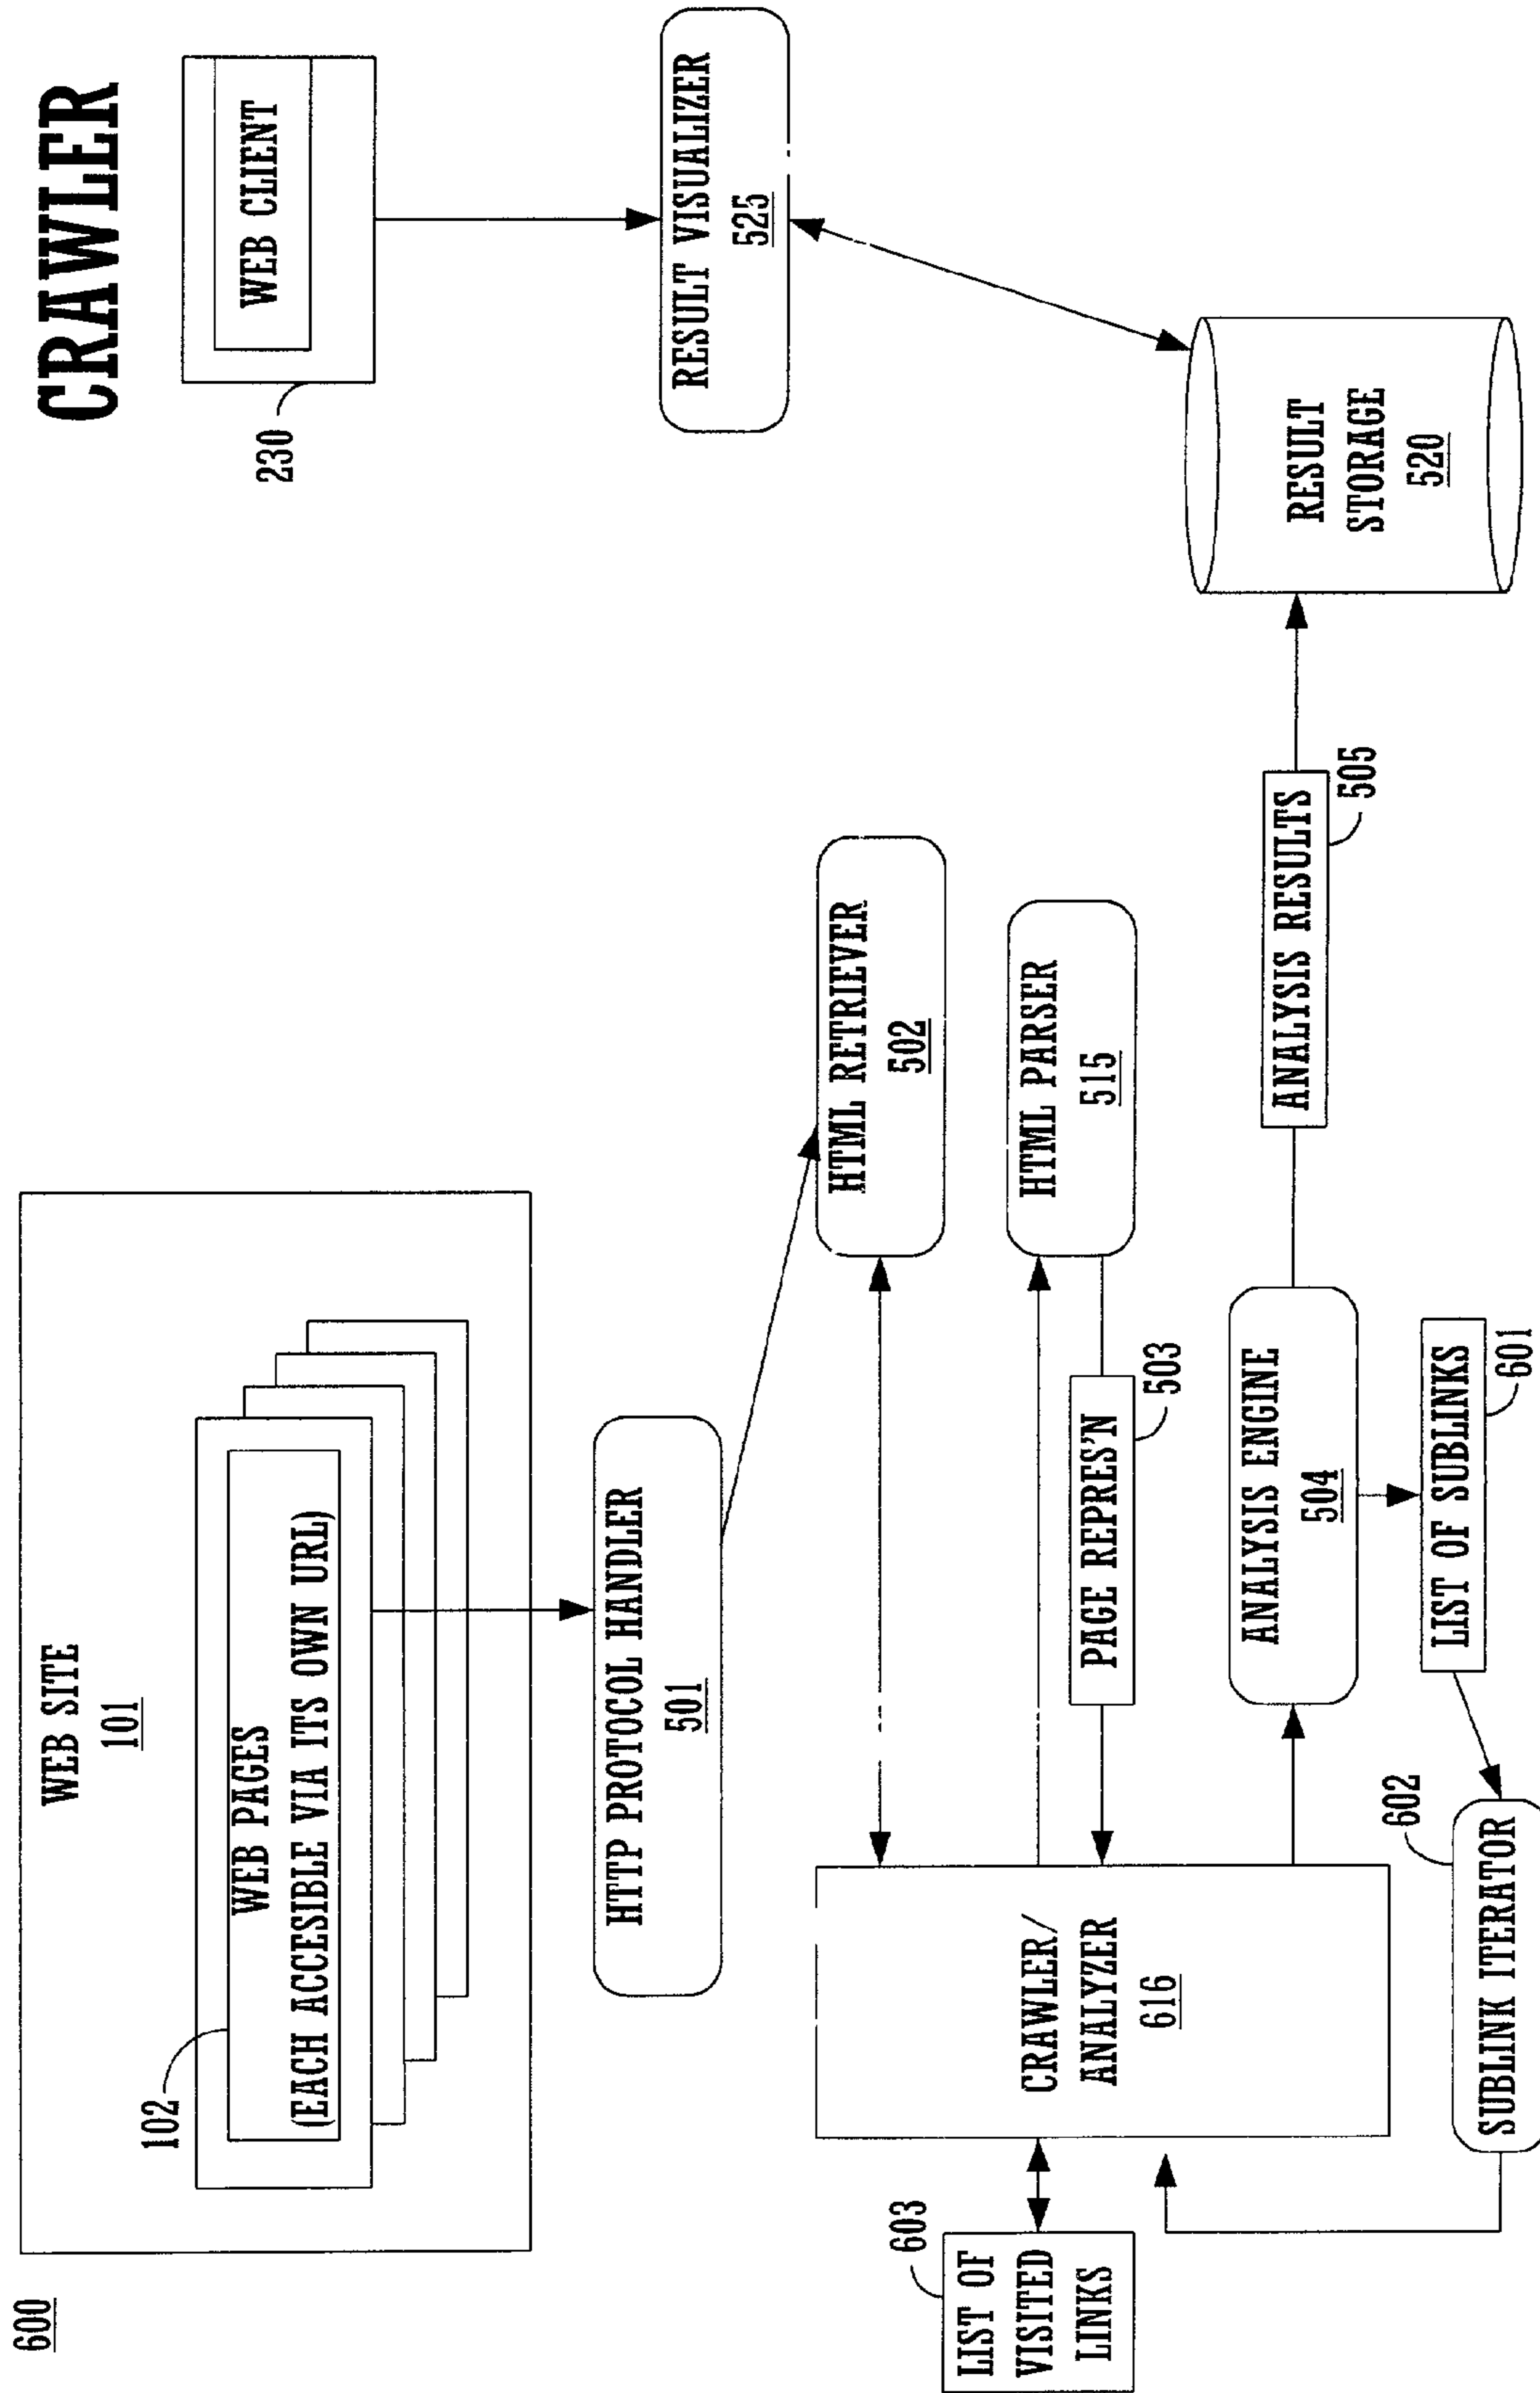 600
CRAWLER
WEB SITE
101
102
WEB PAGES
(EACH ACCESIBLE VIA ITS OWN URL)
230
WEB CLIENT
HTTP PROTOCOL HANDLER
501
RESULT VISUALIZER
525
HTML RETRIEVER
502
603
LIST OF
VISITED
LINKS
CRAWLER/
ANALYZER
616
HTML PARSER
515
PAGE REPRES'N
503
ANALYSIS ENGINE
504
ANALYSIS RESULTS
505
RESULT
STORAGE
520
LIST OF SUBLINKS
601
602
SUBLINK ITERATOR